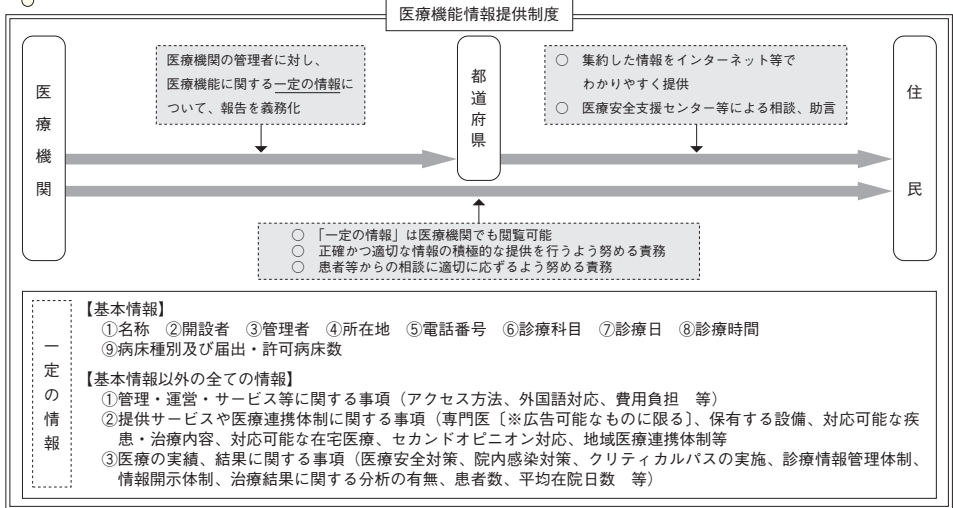 医療機能情報提供制度
医療機関
医療機関の管理者に対し、
医療機能に関する一定の情報に
ついて、報告を義務化
都道府県
○ 集約した情報をインターネット等で
わかりやすく提供
○ 医療安全支援センター等による相談、助言
住民
○ 「一定の情報」は医療機関でも閲覧可能
○ 正確かつ適切な情報の積極的な提供を行うよう努める責務
○ 患者等からの相談に適切に応ずるよう努める責務
一定の情報
【基本情報】
①名称 ②開設者 ③管理者 ④所在地 ⑤電話番号 ⑥診療科目 ⑦診療日 ⑧診療時間
⑨病床種別及び届出・許可病床数
【基本情報以外の全ての情報】
①管理・運営・サービス等に関する事項（アクセス方法、外国語対応、費用負担 等）
②提供サービスや医療連携体制に関する事項（専門医〔※広告可能なものに限る〕、保有する設備、対応可能な疾
患・治療内容、対応可能な在宅医療、セカンドオピニオン対応、地域医療連携体制等
③医療の実績、結果に関する事項（医療安全対策、院内感染対策、クリティカルパスの実施、診療情報管理体制、
情報開示体制、治療結果に関する分析の有無、患者数、平均在院日数 等）